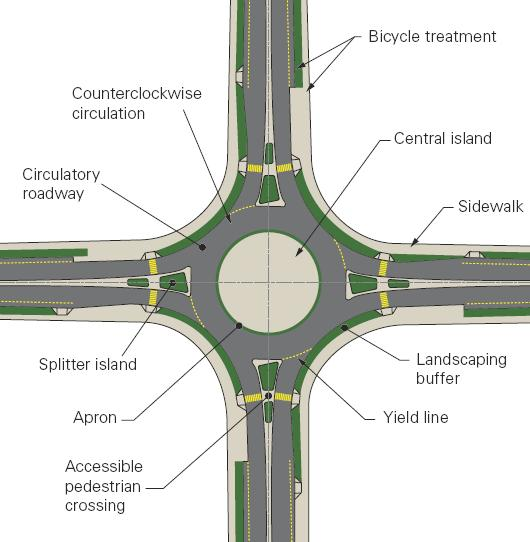 Bicycle treatment
Counterclockwise
circulation
Central island
Circulatory
roadway
Sidewalk
Splitter island
Landscaping
buffer
Apron
Yield line
Accessible
pedestrian
crossing